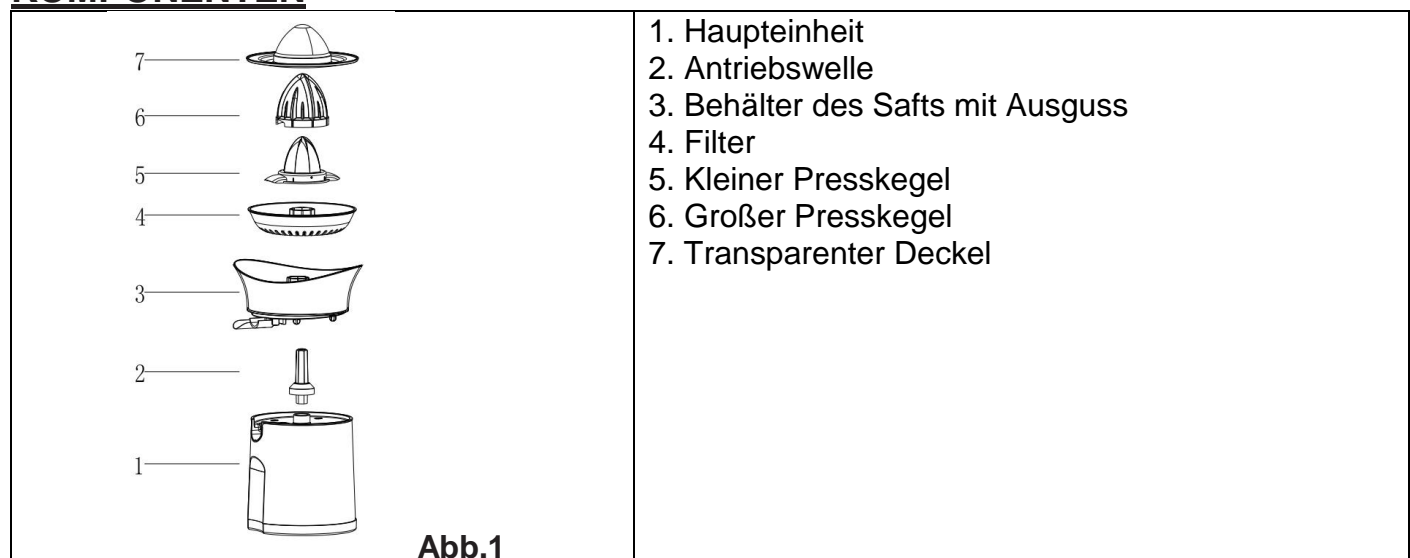 KOMPONENTEN
7
6
5
4
3
2
1
Abb.1
1. Haupteinheit
2. Antriebswelle
3. Behälter des Safts mit Ausguss
4. Filter
5. Kleiner Presskegel
6. Großer Presskegel
7. Transparenter Deckel